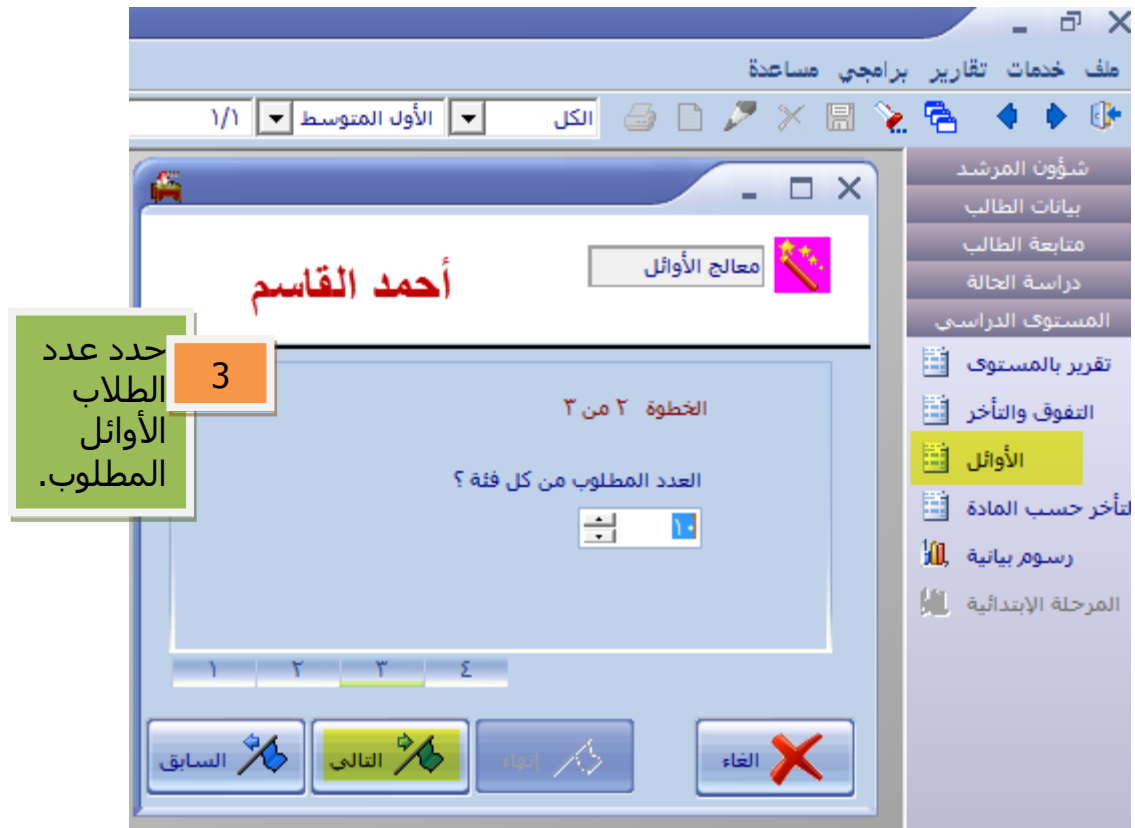 ملف خدمات تقارير برامجي مساعدة
الكل الأول المتوسط ١/١
شؤون المرشد
بيانات الطالب
متابعة الطالب
دراسة الحالة
المستوى الدراسي
تقرير بالمستوى
التفوق والتأخر
الأوائل
لتأخر حسب المادة
رسوم بيانية
المرحلة الإبتدائية
معالج الأوائل
أحمد القاسم
3
حدد عدد
الطلاب
الأوائل
المطلوب.
الخطوة ٢ من ٣
العدد المطلوب من كل فئة ؟
١٠
١ ٢ ٣ ٤
الغاء
إنهاء
التالي
السابق